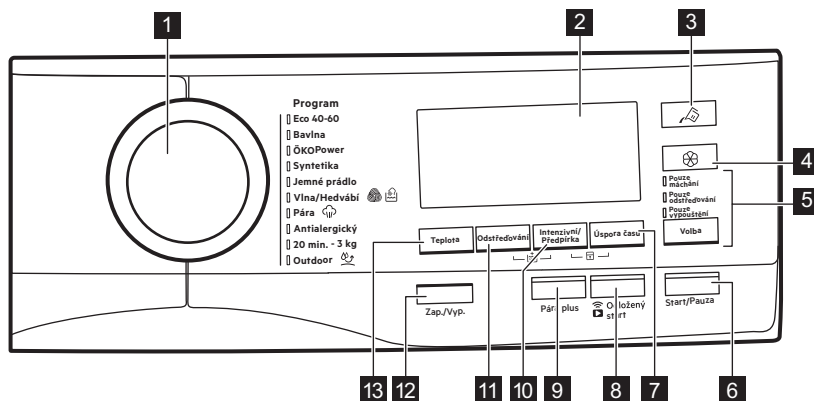 1
2
3
Program
Eco 40-60
Bavlna
ÖKOPower
Syntetika
Jemné prádlo
Vlna/Hedvábí
Pára
Antialergický
20 min. - 3 kg
Outdoor
4
Pouze
máchání
Pouze
odstřeďování
Pouze
vypouštění
5
Volba
Teplota
Odstřeďování
Intenzivní/
Předpírka
Úspora času
Zap./Vyp.
Pára plus
Odložený
start
Start/Pauza
13
12
11
10
9
8
7
6